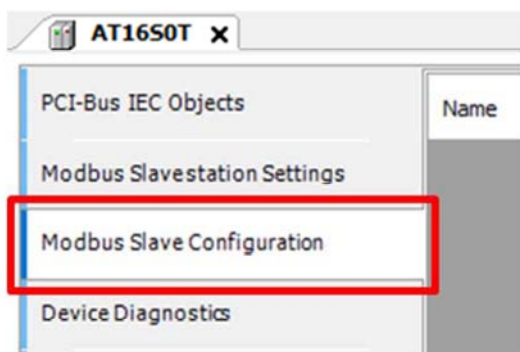 AT16S0T
PCI-Bus IEC Objects
Name
Modbus Slavestation Settings
Modbus Slave Configuration
Device Diagnostics